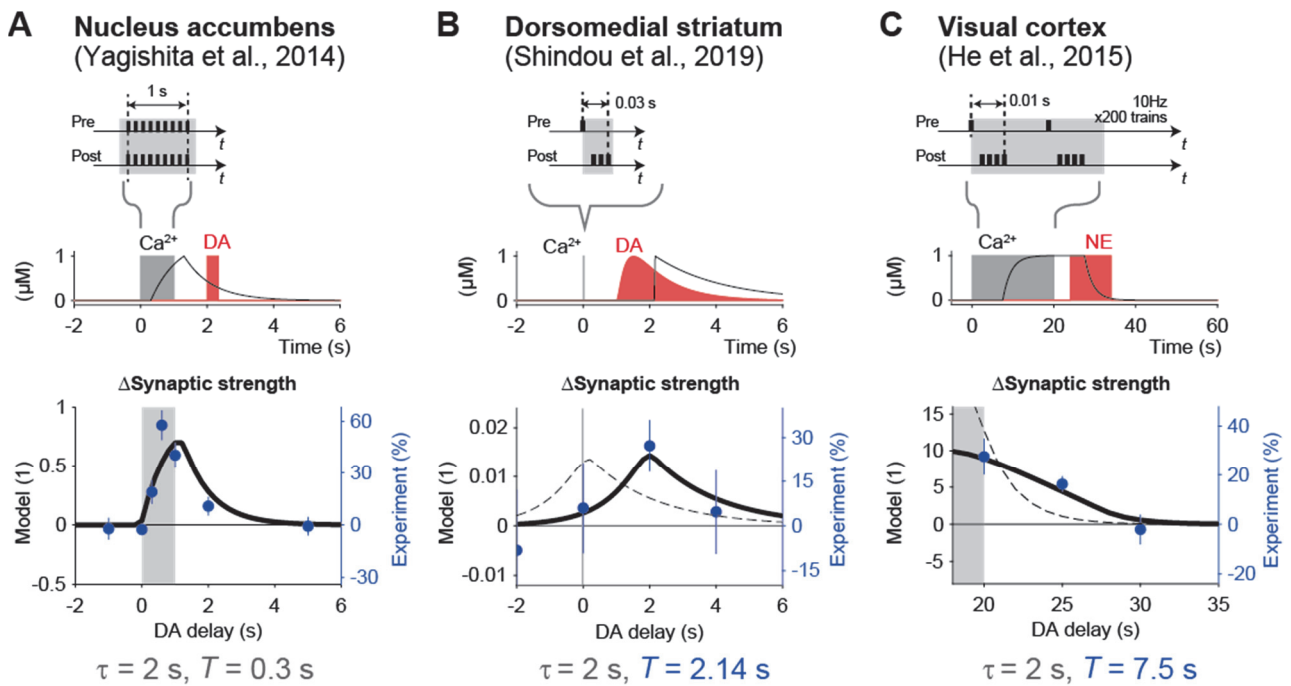 A Nucleus accumbens
(Yagishita et al., 2014)
1 s
Pre
t
Post
t
Ca²⁺
DA
(μM)
1
0
-2 0 2 4 6
Time (s)
ΔSynaptic strength
Model (1)
1
0.5
0
-0.5
60
30
0
-30
Experiment (%)
-2 0 2 4 6
DA delay (s)
τ = 2 s, T = 0.3 s
B Dorsomedial striatum
(Shindou et al., 2019)
0.03 s
Pre
t
Post
t
Ca²⁺
DA
(μM)
1
0
-2 0 2 4 6
Time (s)
ΔSynaptic strength
Model (1)
0.02
0.01
0
-0.01
30
15
0
-15
Experiment (%)
-2 0 2 4 6
DA delay (s)
τ = 2 s, T = 2.14 s
C Visual cortex
(He et al., 2015)
0.01 s
10Hz
x200 trains
Pre
t
Post
t
Ca²⁺
NE
(μM)
1
0
0 20 40 60
Time (s)
ΔSynaptic strength
Model (1)
15
10
5
0
-5
40
20
0
-20
Experiment (%)
20 25 30 35
DA delay (s)
τ = 2 s, T = 7.5 s